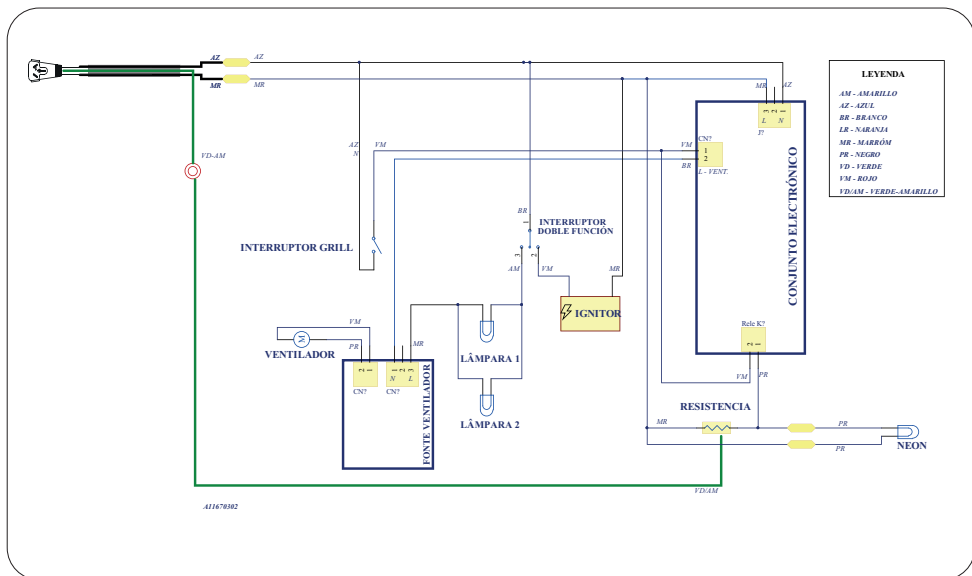 AZ
AZ
MR
MR
LEYENDA
AM - AMARILLO
AZ - AZUL
BR - BRANCO
LR - NARANJA
MR - MARRÓM
PR - NEGRO
VD - VERDE
VM - ROJO
VD/AM - VERDE-AMARILLO
MR
AZ
3
2
1
L
N
J?
CN?
VM
1
BR
2
L - VENT.
CONJUNTO ELECTRÓNICO
AZ
N
VM
VD-AM
BR
1
INTERRUPTOR
DOBLE FUNCIÓN
3
2
AM
VM
MR
INTERRUPTOR GRILL
IGNITOR
Rele K?
2
1
VM
PR
VM
PR
M
VENTILADOR
MR
LÂMPARA 1
2
1
1
2
3
N
L
CN?
CN?
FONTE VENTILADOR
LÂMPARA 2
RESISTENCIA
MR
PR
PR
NEON
VD/AM
A11670302